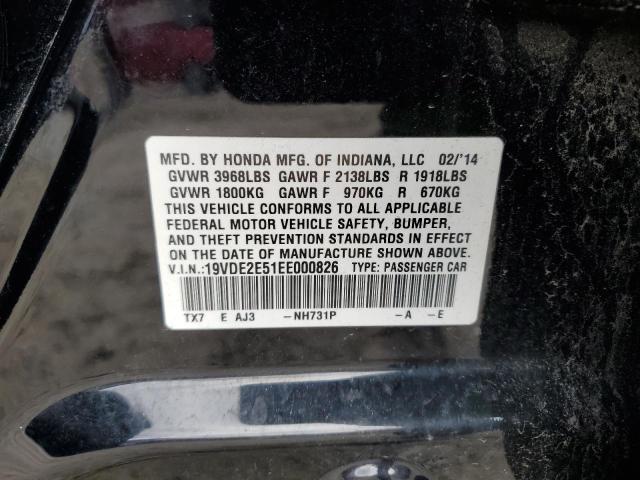 MFD. BY HONDA MFG. OF INDIANA, LLC 02/'14
GVWR 3968LBS GAWR F 2138LBS R 1918LBS
GVWR 1800KG GAWR F 970KG R 670KG
THIS VEHICLE CONFORMS TO ALL APPLICABLE
FEDERAL MOTOR VEHICLE SAFETY, BUMPER,
AND THEFT PREVENTION STANDARDS IN EFFECT
ON THE DATE OF MANUFACTURE SHOWN ABOVE.
V.I.N.:19VDE2E51EE000826 TYPE: PASSENGER CAR
TX7 E AJ3 -NH731P -A -E